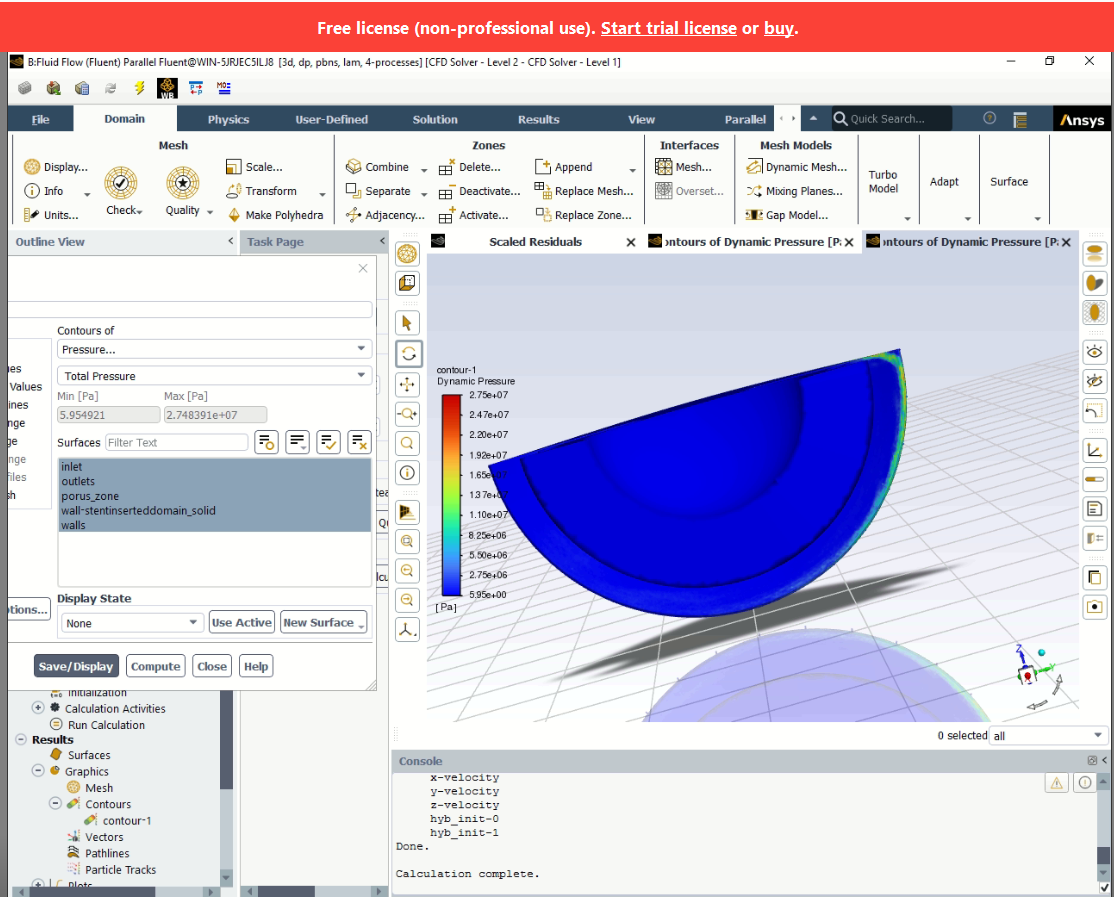 Free license (non-professional use). Start trial license or buy.
B:Fluid Flow (Fluent) Parallel Fluent@WIN-5JRJEC5ILJ8 [3d, dp, pbns, lam, 4-processes] [CFD Solver - Level 2 - CFD Solver - Level 1]
WB
File Domain Physics User-Defined Solution Results View Parallel Quick Search... Ansys
Mesh Zones Interfaces Mesh Models
Display... Scale... Combine Delete... Append Mesh... Dynamic Mesh...
Info Transform Separate Deactivate... Replace Mesh... Overset... Mixing Planes...
Check Quality
Units... Make Polyhedra Adjacency... Activate... Replace Zone... Gap Model...
Turbo
Model
Adapt
Surface
Outline View < Task Page < Scaled Residuals ontours of Dynamic Pressure [P. ontours of Dynamic Pressure [P.
Contours of
Pressure...
Total Pressure
Min [Pa] Max [Pa]
5.954921 2.748391e+07
Surfaces Filter Text
inlet
outlets
porus_zone
wall-stentinserteddomain_solid
walls
Display State
None Use Active New Surface
Save/Display Compute Close Help
ies
Values
ines
nge
ge
nge
files
sh
tions...
contour-1
Dynamic Pressure
2.75e+07
2.47e+07
2.20e+07
1.92e+07
1.65e+07
1.37e+07
1.10e+07
8.25e+06
5.50e+06
2.75e+06
5.95e+00
[Pa]
Z
Y
Initialization
Calculation Activities
Run Calculation
Results
Surfaces
Graphics
Mesh
Contours
contour-1
Vectors
Pathlines
Particle Tracks
Plots
0 selected all
Console
x-velocity
y-velocity
z-velocity
hyb_init-0
hyb_init-1
Done.
Calculation complete.